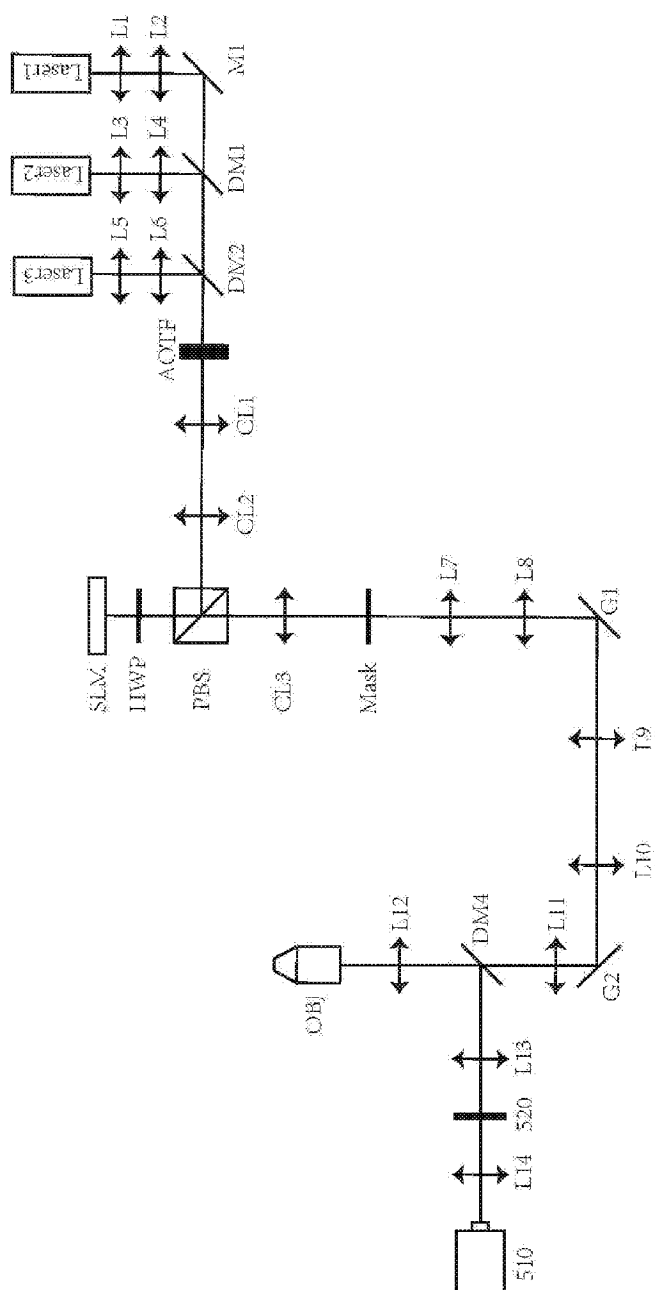 Laser1
L1
L2
M1
Laser2
L3
L4
DM1
Laser3
L5
L6
DM2
AOTF
CL1
CL2
SLM
HWP
PBS
CL3
Mask
L7
L8
G1
L9
L10
OBJ
L12
DM4
L11
G2
L13
520
L14
510